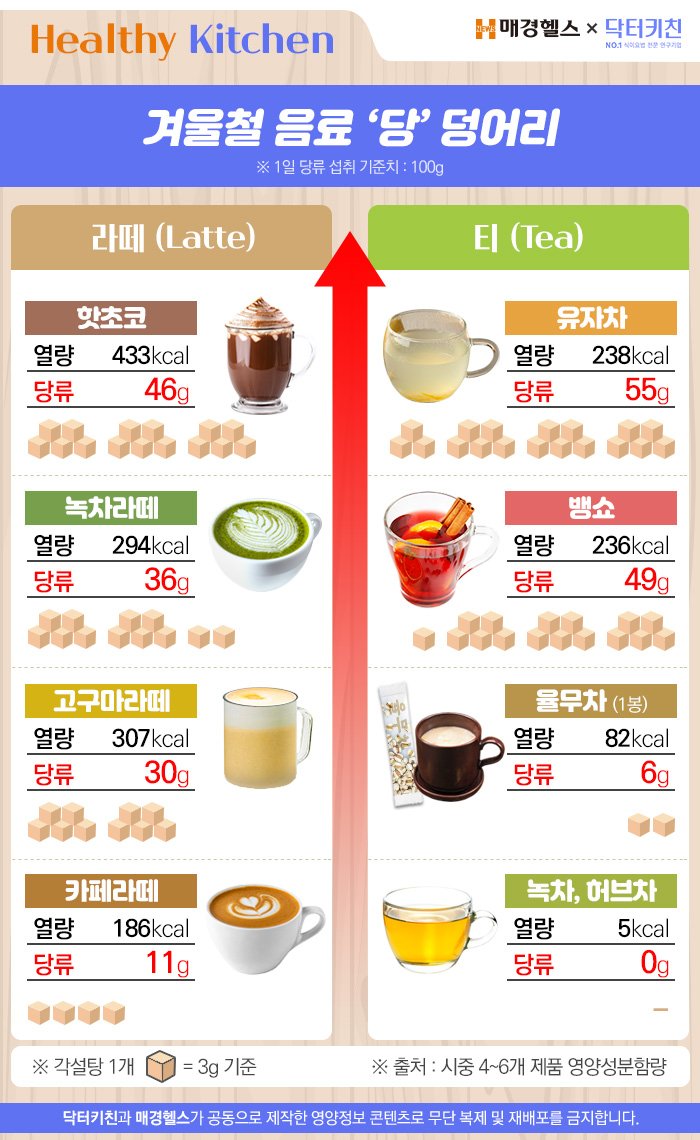 Healthy Kitchen
NEWS 매경헬스 × 닥터키친
NO.1 식이요법 전문 연구기업
겨울철 음료 ‘당’ 덩어리
※ 1일 당류 섭취 기준치 : 100g
라떼 (Latte)
핫초코
열량 433kcal
당류 46g
녹차라떼
열량 294kcal
당류 36g
고구마라떼
열량 307kcal
당류 30g
카페라떼
열량 186kcal
당류 11g
티 (Tea)
유자차
열량 238kcal
당류 55g
뱅쇼
열량 236kcal
당류 49g
율무차 (1봉)
열량 82kcal
당류 6g
녹차, 허브차
열량 5kcal
당류 0g
–
※ 각설탕 1개 = 3g 기준
※ 출처 : 시중 4~6개 제품 영양성분함량
닥터키친과 매경헬스가 공동으로 제작한 영양정보 콘텐츠로 무단 복제 및 재배포를 금지합니다.